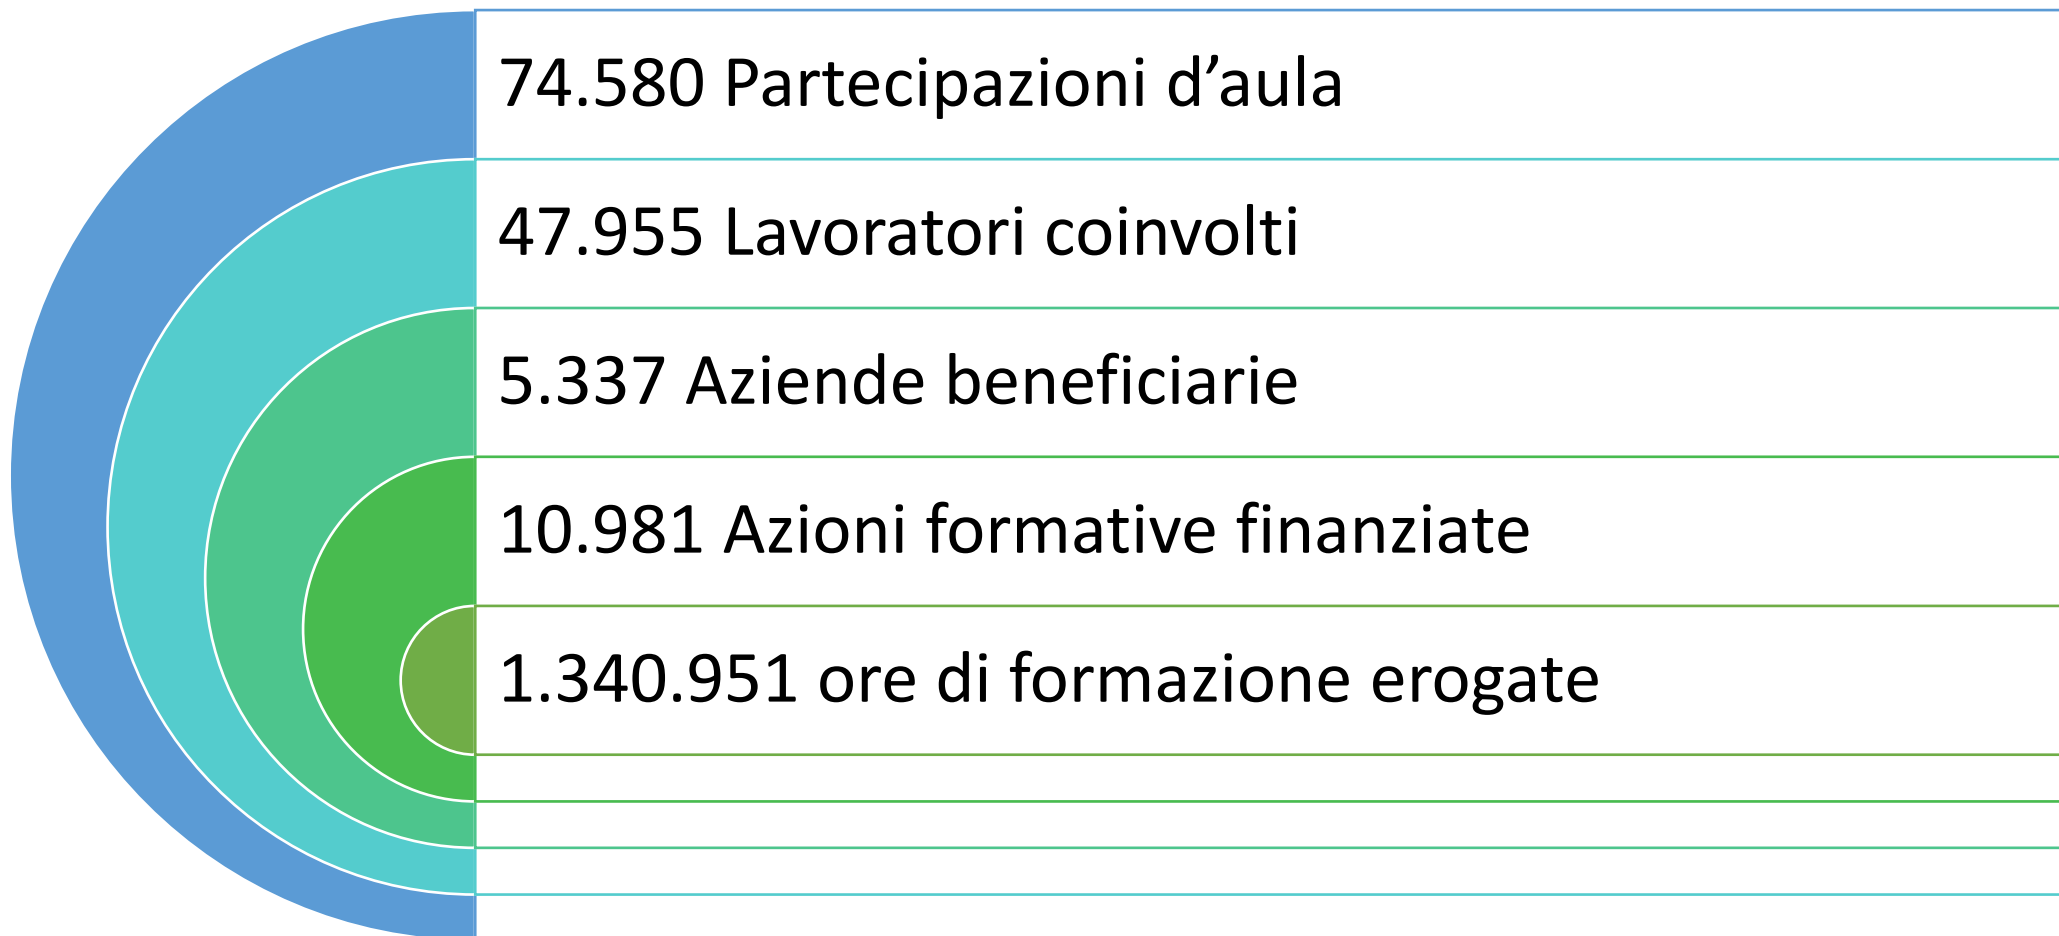 74.580 Partecipazioni d’aula
47.955 Lavoratori coinvolti
5.337 Aziende beneficiarie
10.981 Azioni formative finanziate
1.340.951 ore di formazione erogate